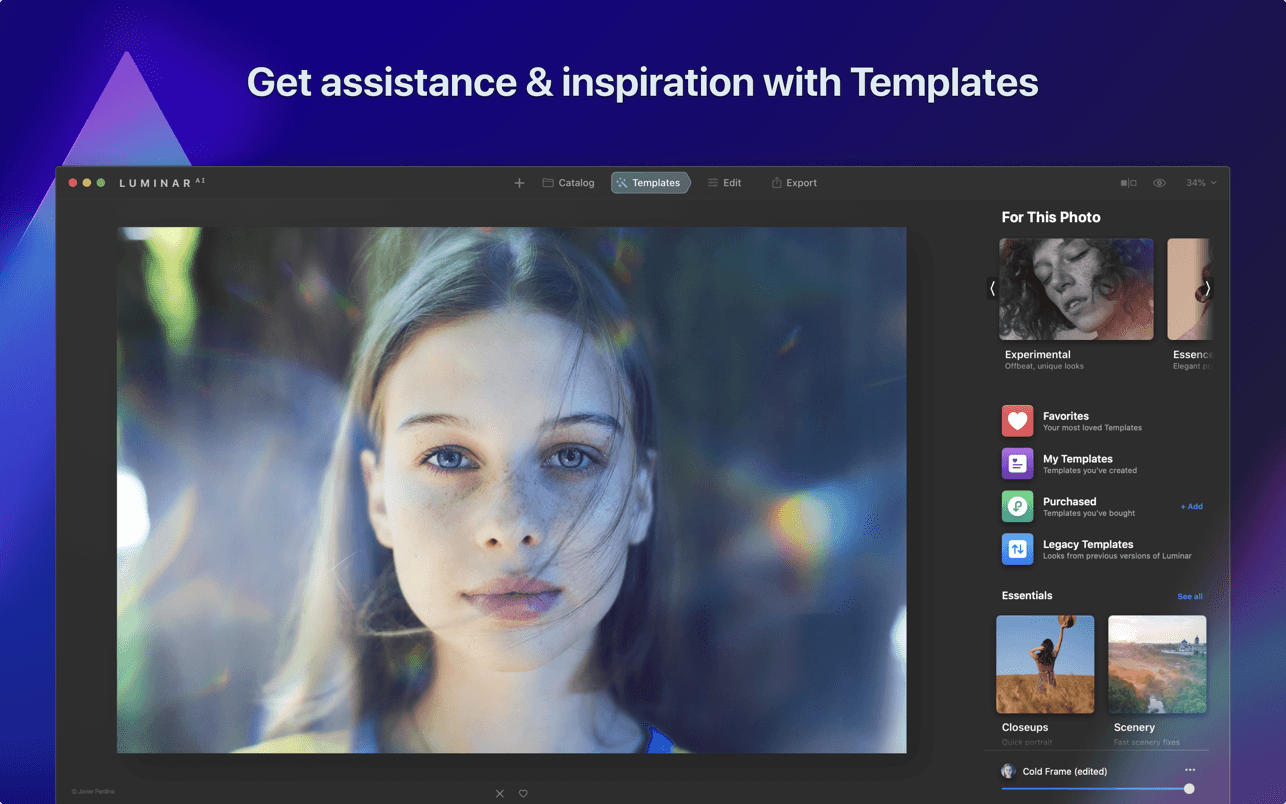 Get assistance & inspiration with Templates
LUMINAR AI
Catalog
Templates
Edit
Export
34%
For This Photo
Experimental
Offbeat, unique looks
Essence
Elegant
Favorites
Your most loved Templates
My Templates
Templates you've created
Purchased
Templates you've bought
+ Add
Legacy Templates
Looks from previous versions of Luminar
Essentials
See all
Closeups
Quick portrait
Scenery
Fast scenery fixes
Cold Frame (edited)
© Javier Pardina